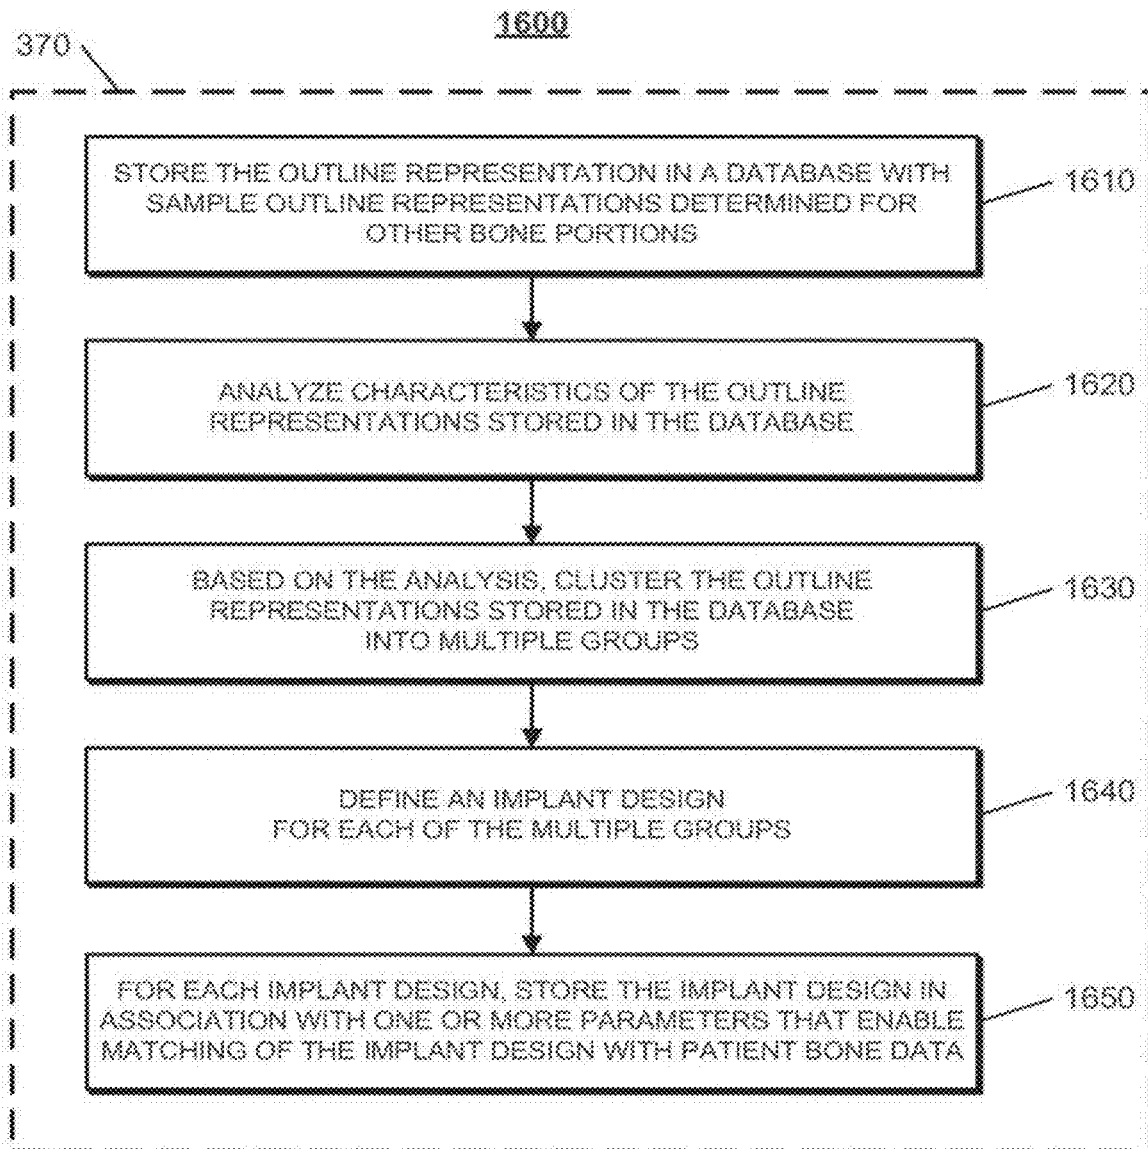 1600
370
STORE THE OUTLINE REPRESENTATION IN A DATABASE WITH
SAMPLE OUTLINE REPRESENTATIONS DETERMINED FOR
OTHER BONE PORTIONS
1610
ANALYZE CHARACTERISTICS OF THE OUTLINE
REPRESENTATIONS STORED IN THE DATABASE
1620
BASED ON THE ANALYSIS, CLUSTER THE OUTLINE
REPRESENTATIONS STORED IN THE DATABASE
INTO MULTIPLE GROUPS
1630
DEFINE AN IMPLANT DESIGN
FOR EACH OF THE MULTIPLE GROUPS
1640
FOR EACH IMPLANT DESIGN, STORE THE IMPLANT DESIGN IN
ASSOCIATION WITH ONE OR MORE PARAMETERS THAT ENABLE
MATCHING OF THE IMPLANT DESIGN WITH PATIENT BONE DATA
1650